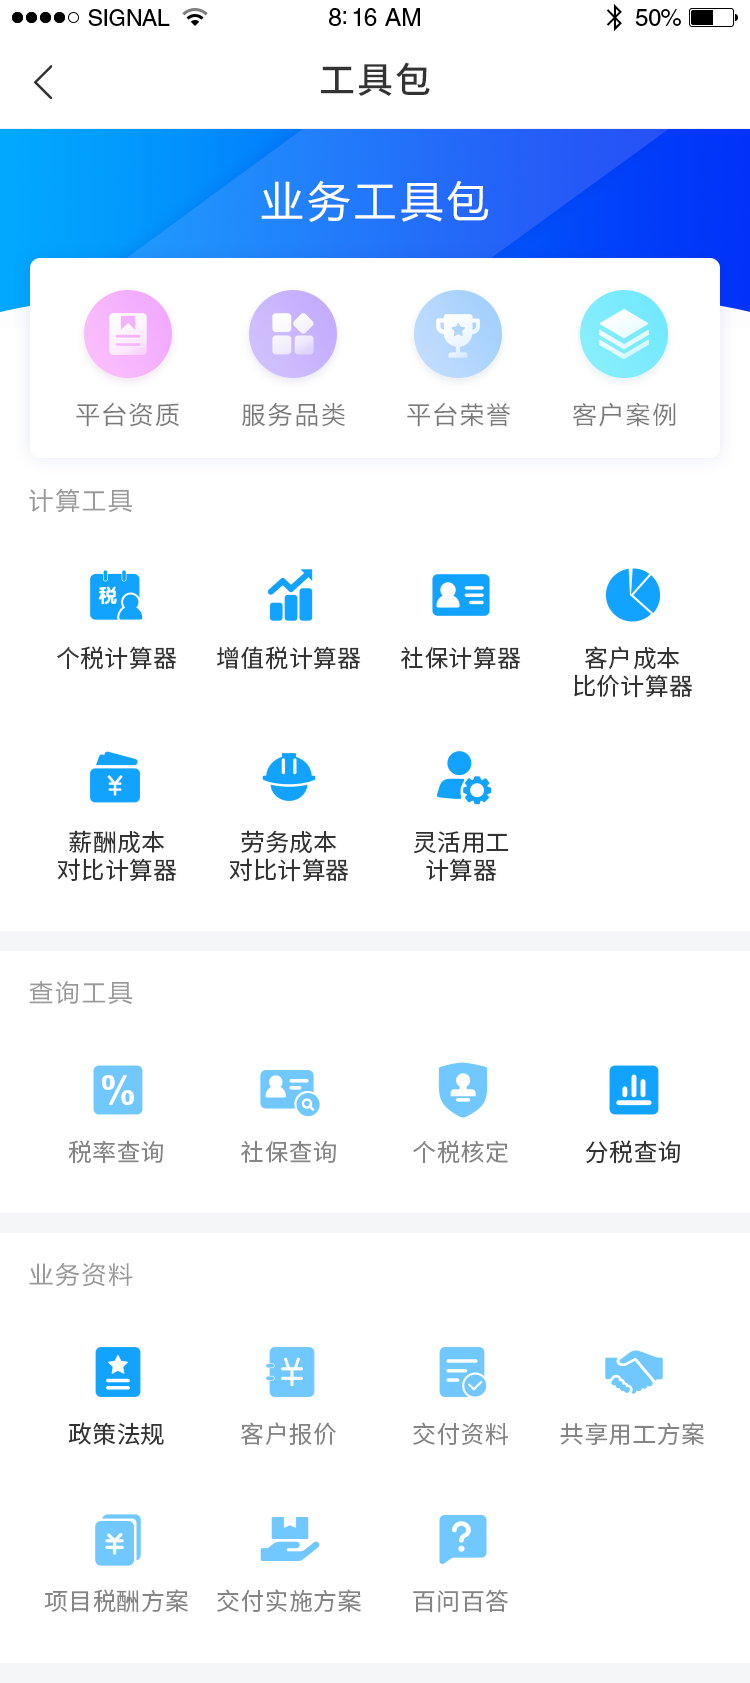 SIGNAL 8:16 AM 50%
工具包
业务工具包
平台资质 服务品类 平台荣誉 客户案例
计算工具
税
个税计算器 增值税计算器 社保计算器 客户成本
比价计算器
¥
薪酬成本 劳务成本 灵活用工
对比计算器 对比计算器 计算器
查询工具
%
税率查询 社保查询 个税核定 分税查询
业务资料
¥
政策法规 客户报价 交付资料 共享用工方案
¥ ?
项目税酬方案 交付实施方案 百问百答